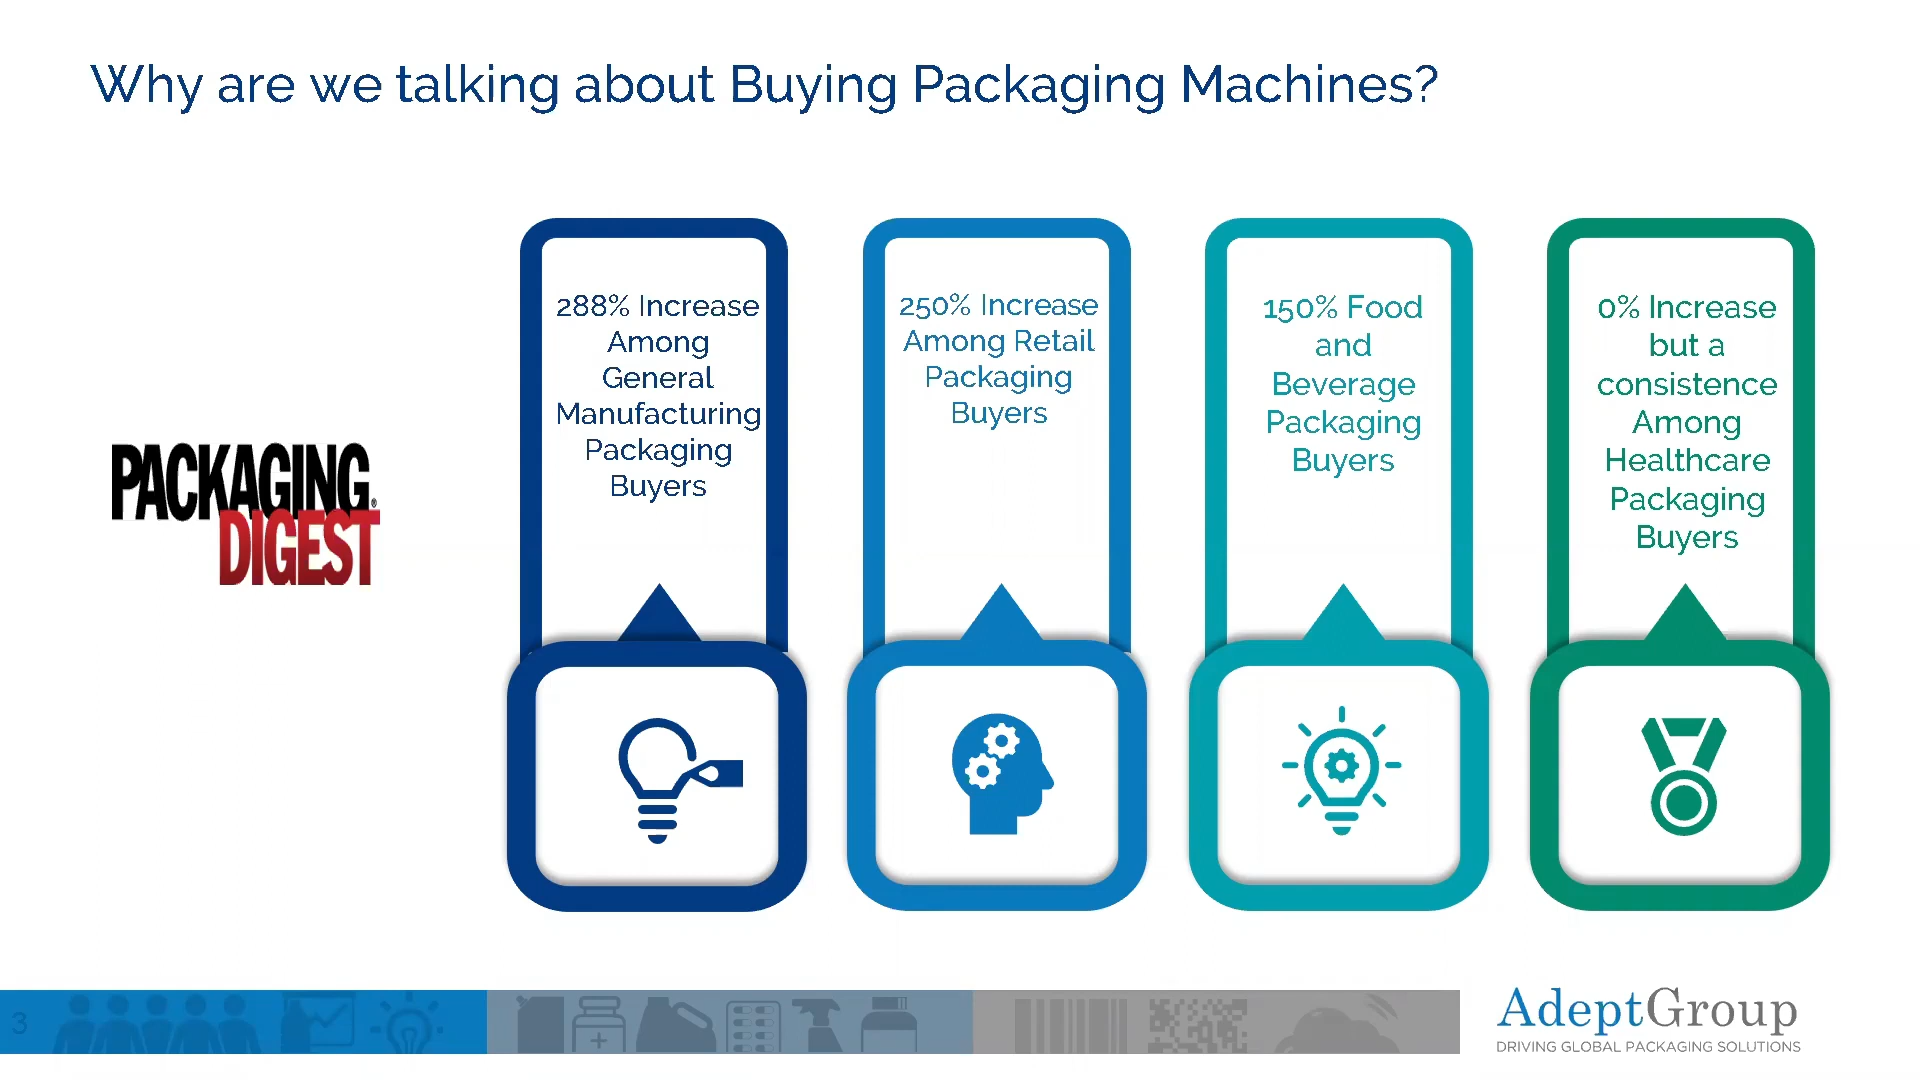 Why are we talking about Buying Packaging Machines?
PACKAGING®
DIGEST
288% Increase
Among
General
Manufacturing
Packaging
Buyers
250% Increase
Among Retail
Packaging
Buyers
150% Food
and
Beverage
Packaging
Buyers
0% Increase
but a
consistence
Among
Healthcare
Packaging
Buyers
3
AdeptGroup
DRIVING GLOBAL PACKAGING SOLUTIONS